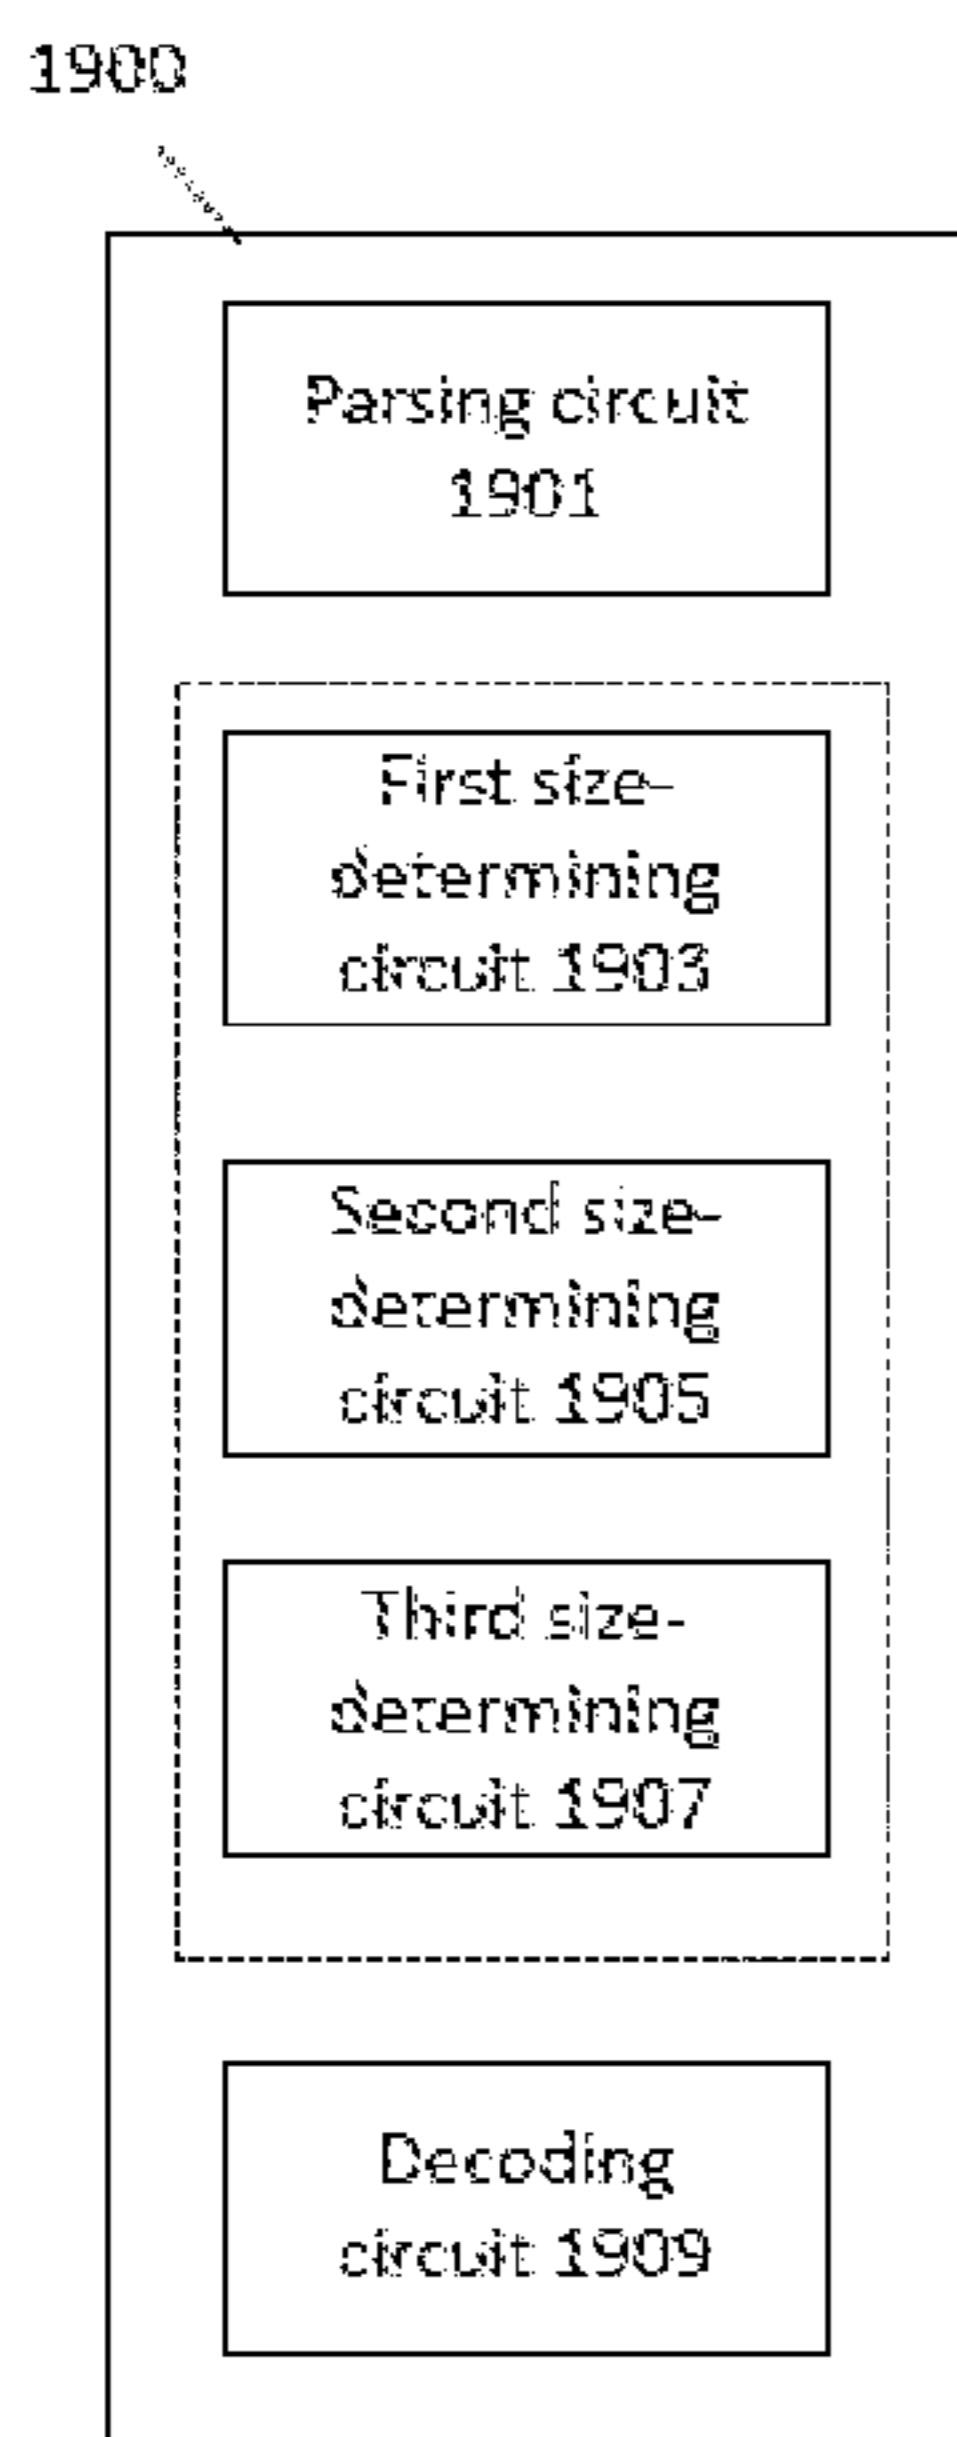 1900
Parsing circuit
1901
First size-
determining
circuit 1903
Second size-
determining
circuit 1905
Third size-
determining
circuit 1907
Decoding
circuit 1909